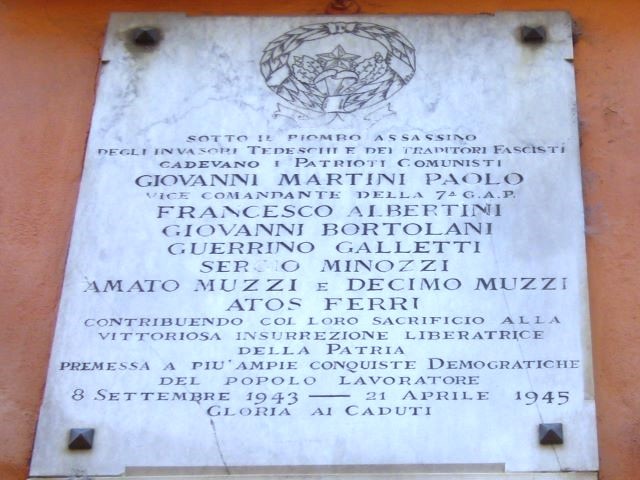 SOTTO IL PIOMBO ASSASSINO
DEGLI INVASORI TEDESCHI E DEI TRADITORI FASCISTI
CADEVANO I PATRIOTI COMUNISTI
GIOVANNI MARTINI PAOLO
VICE COMANDANTE DELLA 7ª G.A.P.
FRANCESCO ALBERTINI
GIOVANNI BORTOLANI
GUERRINO GALLETTI
SERGIO MINOZZI
AMATO MUZZI E DECIMO MUZZI
ATOS FERRI
CONTRIBUENDO COL LORO SACRIFICIO ALLA
VITTORIOSA INSURREZIONE LIBERATRICE
DELLA PATRIA
PREMESSA A PIU' AMPIE CONQUISTE DEMOGRATICHE
DEL POPOLO LAVORATORE
8 SETTEMBRE 1943 — 21 APRILE 1945
GLORIA AI CADUTI